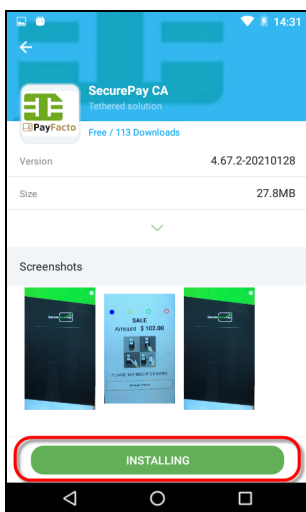 14:31
SecurePay CA
Tethered solution
PayFacto
Free / 113 Downloads
Version 4.67.2-20210128
Size 27.8MB
Screenshots
SALE
Amount $ 102.00
INSTALLING